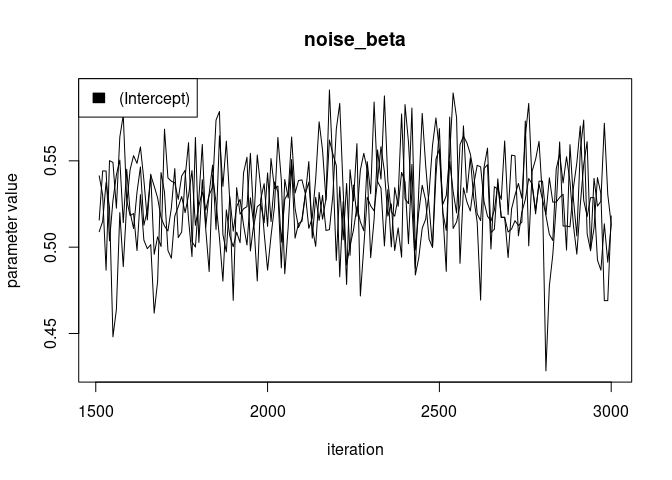 noise_beta
(Intercept)
parameter value
0.55
0.50
0.45
1500 2000 2500 3000
iteration